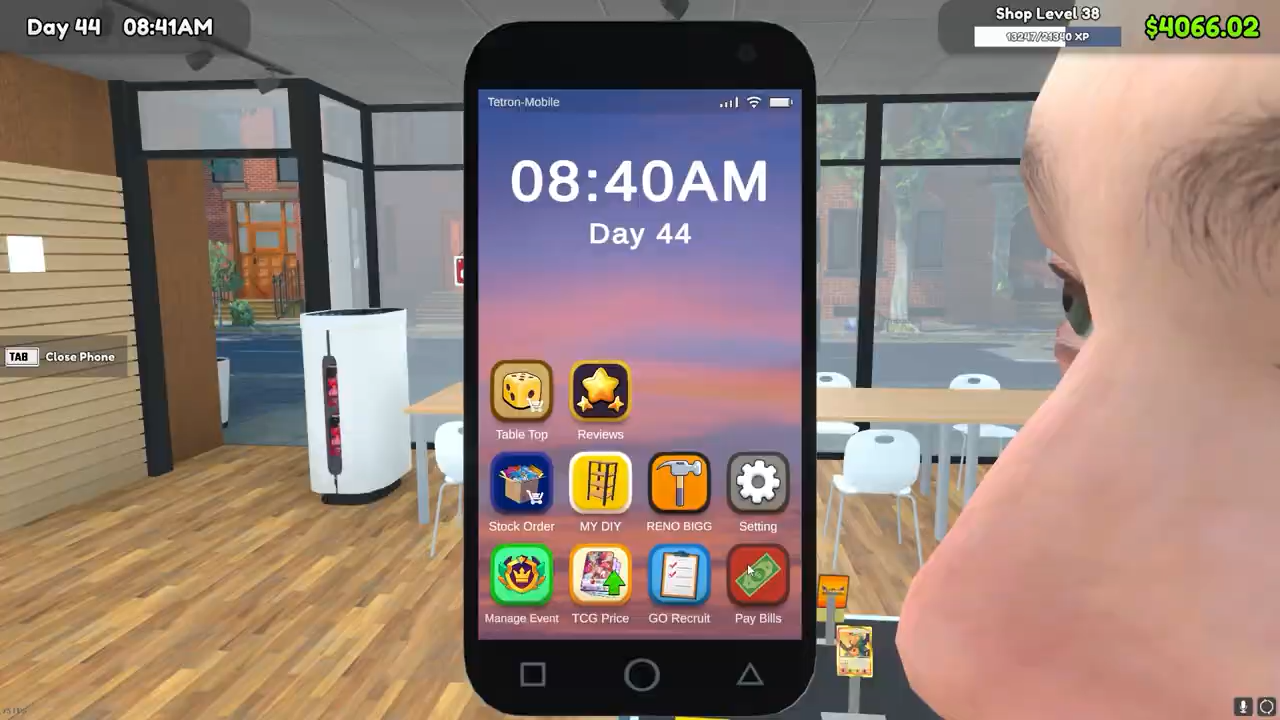 Day 44 08:41AM
Shop Level 38
13247/21340 XP
$4066.02
Tetron-Mobile
08:40AM
Day 44
TAB Close Phone
Table Top
Reviews
Stock Order
MY DIY
RENO BIGG
Setting
Manage Event
TCG Price
GO Recruit
Pay Bills